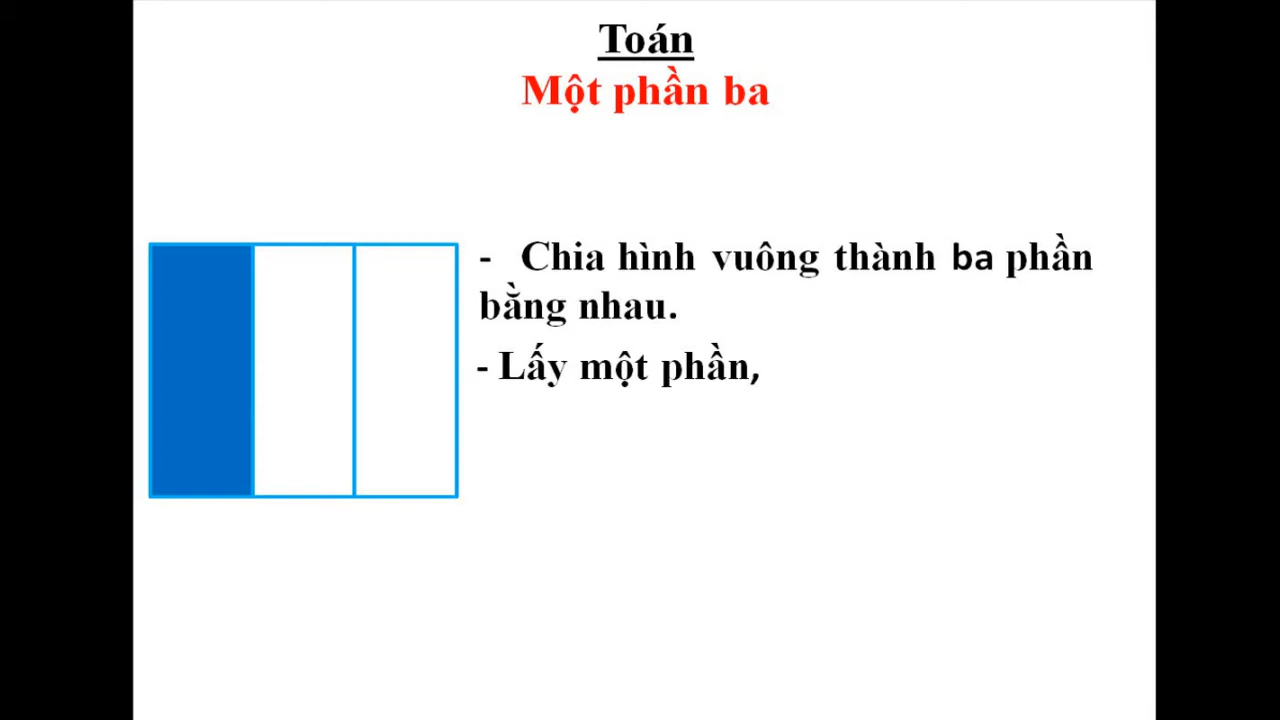 Toán
Một phần ba
- Chia hình vuông thành ba phần
bằng nhau.
- Lấy một phần,